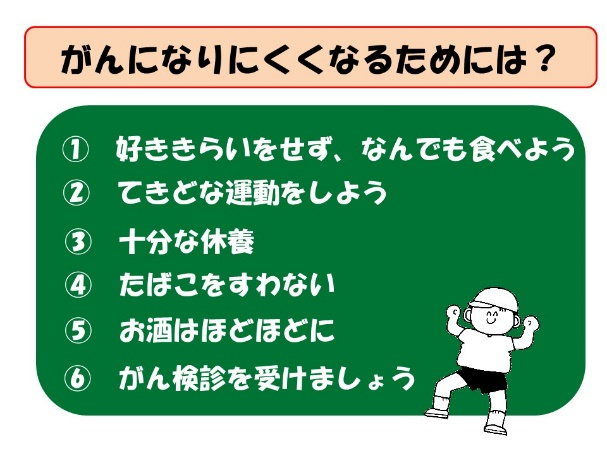 がんになりにくくなるためには？
① 好ききらいをせず、なんでも食べよう
② てきどな運動をしよう
③ 十分な休養
④ たばこをすわない
⑤ お酒はほどほどに
⑥ がん検診を受けましょう